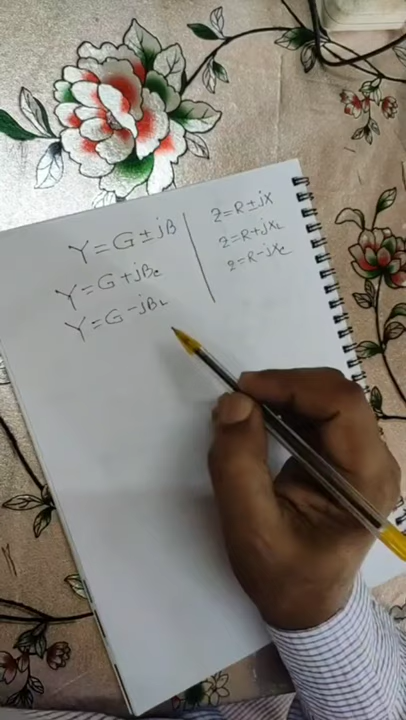 Y = G ± jB
Y = G + jBc
Y = G - jBL
Z = R ± jX
Z = R + jXL
Z = R - jXc